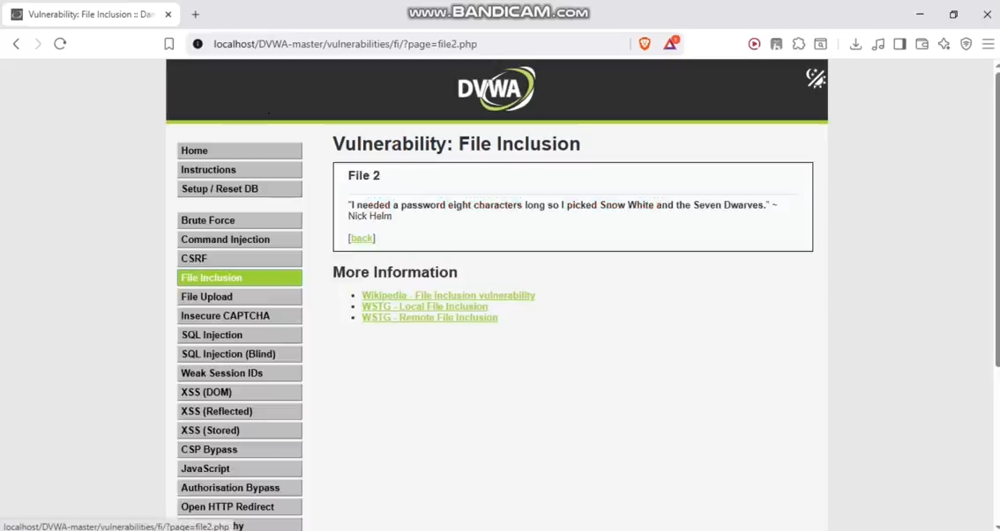 Vulnerability: File Inclusion :: Dan
www.BANDICAM.com
localhost/DVWA-master/vulnerabilities/fi/?page=file2.php
DVWA
Home
Instructions
Setup / Reset DB
Brute Force
Command Injection
CSRF
File Inclusion
File Upload
Insecure CAPTCHA
SQL Injection
SQL Injection (Blind)
Weak Session IDs
XSS (DOM)
XSS (Reflected)
XSS (Stored)
CSP Bypass
JavaScript
Authorisation Bypass
Open HTTP Redirect
hy
Vulnerability: File Inclusion
File 2
"I needed a password eight characters long so I picked Snow White and the Seven Dwarves." ~
Nick Helm
[back]
More Information
Wikipedia - File inclusion vulnerability
WSTG - Local File Inclusion
WSTG - Remote File Inclusion
localhost/DVWA-master/vulnerabilities/fi/?page=file2.php